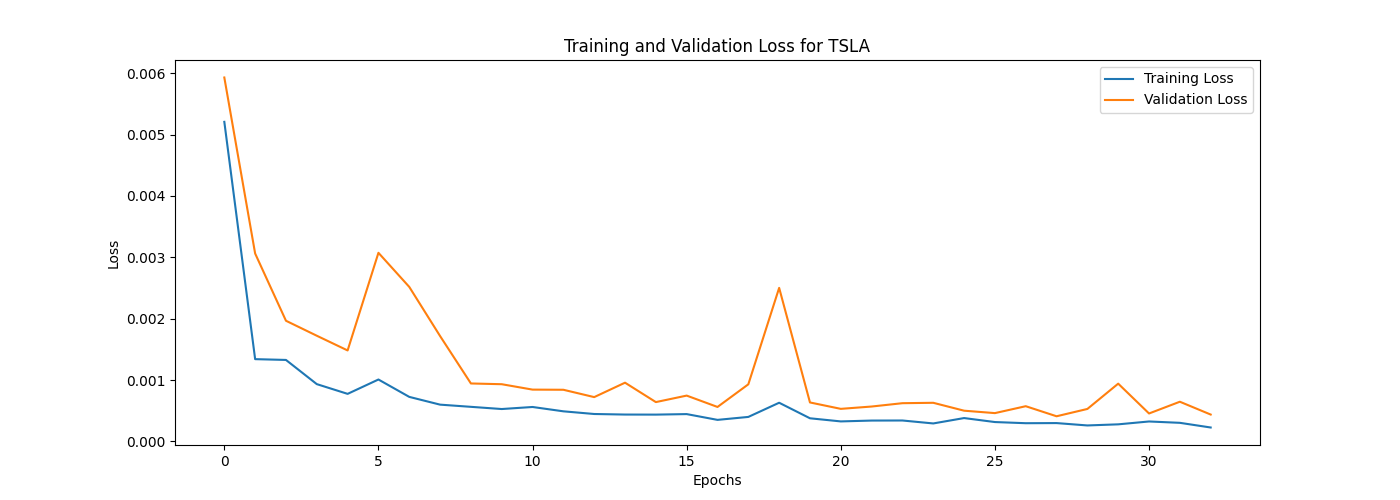 Training and Validation Loss for TSLA
Training Loss
Validation Loss
0.006
0.005
0.004
0.003
0.002
0.001
0.000
Loss
0 5 10 15 20 25 30
Epochs